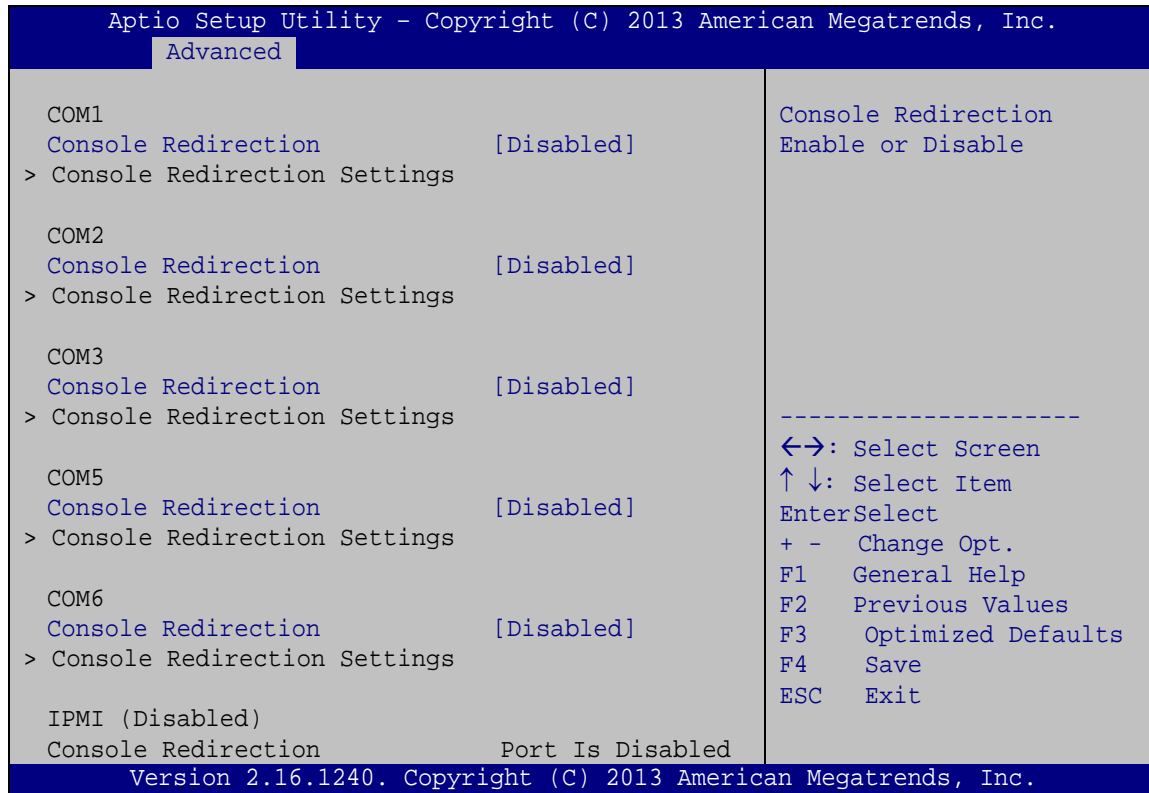 Aptio Setup Utility – Copyright (C) 2013 American Megatrends, Inc.
Advanced
COM1
Console Redirection [Disabled]
> Console Redirection Settings
COM2
Console Redirection [Disabled]
> Console Redirection Settings
COM3
Console Redirection [Disabled]
> Console Redirection Settings
COM5
Console Redirection [Disabled]
> Console Redirection Settings
COM6
Console Redirection [Disabled]
> Console Redirection Settings
IPMI (Disabled)
Console Redirection Port Is Disabled
Console Redirection
Enable or Disable
---------------------
←→: Select Screen
↑ ↓: Select Item
EnterSelect
+ - Change Opt.
F1 General Help
F2 Previous Values
F3 Optimized Defaults
F4 Save
ESC Exit
Version 2.16.1240. Copyright (C) 2013 American Megatrends, Inc.